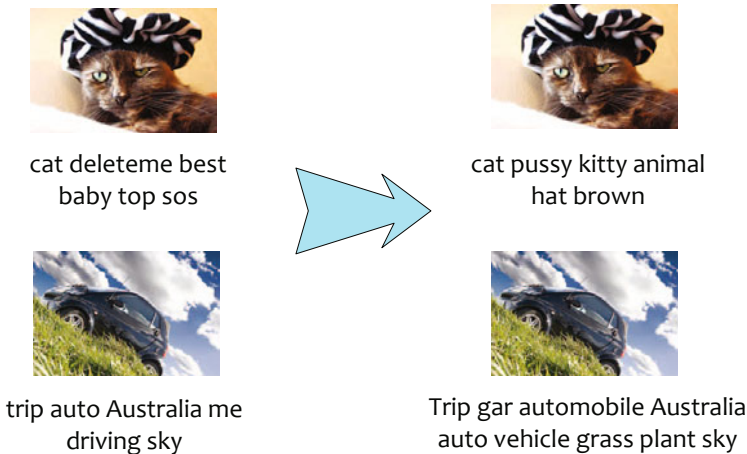 cat deleteme best
baby top sos
cat pussy kitty animal
hat brown
trip auto Australia me
driving sky
Trip gar automobile Australia
auto vehicle grass plant sky